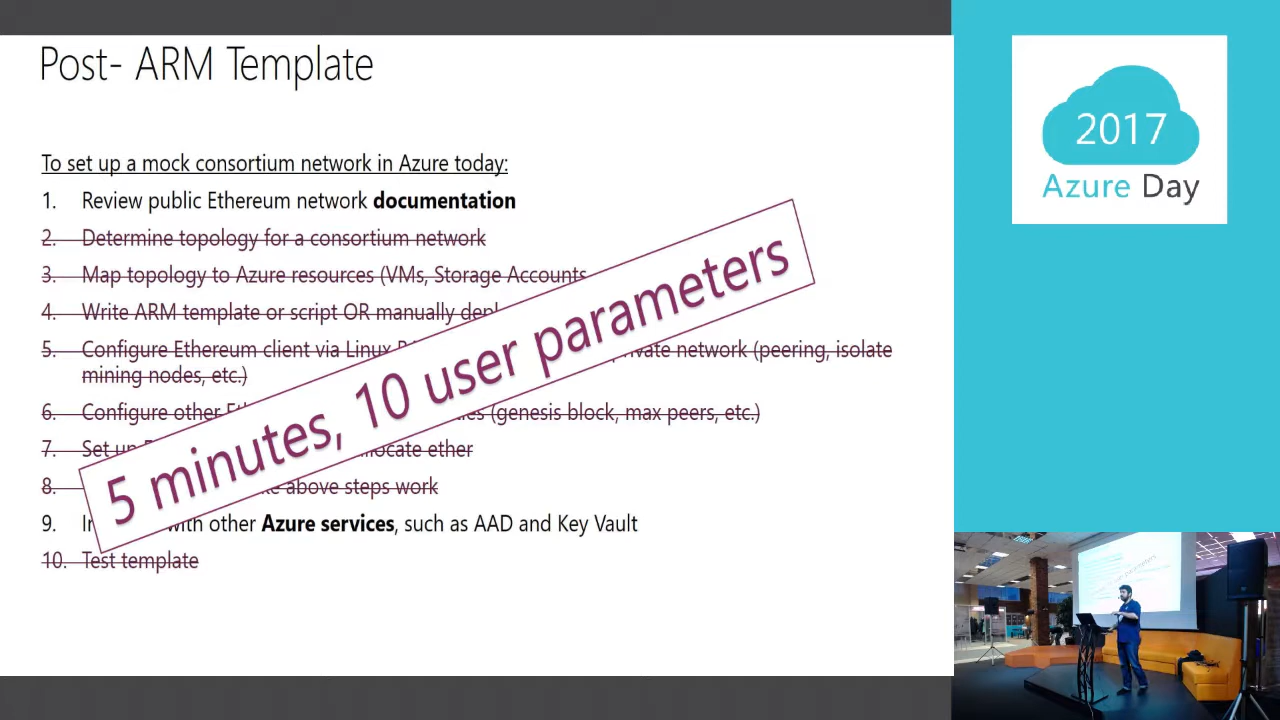 Post- ARM Template
To set up a mock consortium network in Azure today:
1. Review public Ethereum network documentation
2. Determine topology for a consortium network
3. Map topology to Azure resources (VMs, Storage Accounts
4. Write ARM template or script OR manually
5. Configure Ethereum client via Linux private network (peering, isolate
mining nodes, etc.)
6. Configure other (genesis block, max peers, etc.)
7. Set up ether
8. above steps work
9. with other Azure services, such as AAD and Key Vault
10. Test template
5 minutes, 10 user parameters
2017
Azure Day